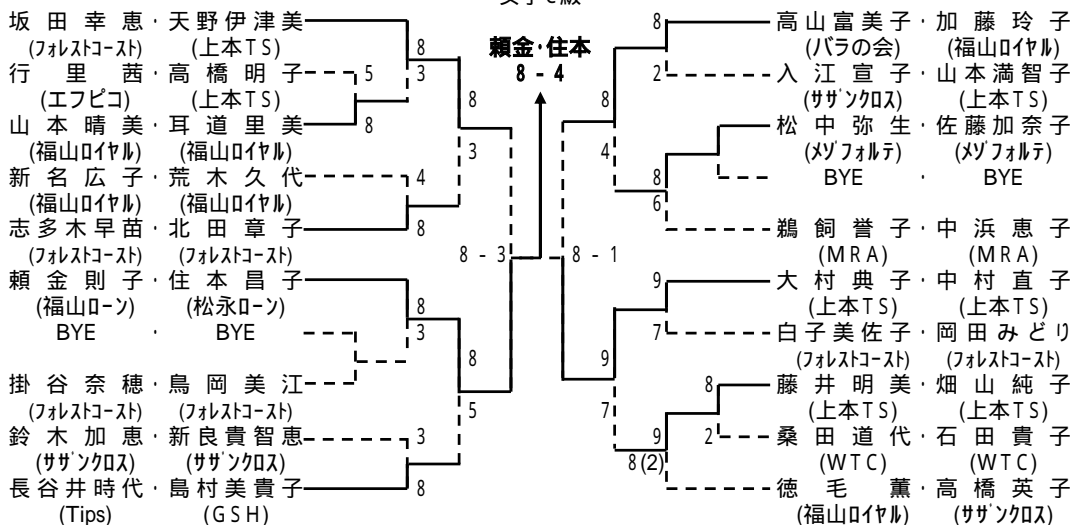 坂田幸恵・天野伊津美
(フォレストコースト) (上本TS)
行里茜・高橋明子
(エフピコ) (上本TS)
山本晴美・耳道里美
(福山ロイヤル) (福山ロイヤル)
新名広子・荒木久代
(福山ロイヤル) (福山ロイヤル)
志多木早苗・北田章子
(フォレストコースト) (フォレストコースト)
頼金則子・住本昌子
(福山ローン) (松永ローン)
BYE ・ BYE
掛谷奈穂・鳥岡美江
(フォレストコースト) (フォレストコースト)
鈴木加恵・新良貴智恵
(サザンクロス) (サザンクロス)
長谷井時代・島村美貴子
(Tips) (GSH)
8
5 3
8
8
3
4
8
8
3
8
5
3
8
頼金・住本
8-4
8-3 8-1
高山富美子・加藤玲子
(バラの会) (福山ロイヤル)
入江宣子・山本満智子
(サザンクロス) (上本TS)
松中弥生・佐藤加奈子
(メゾフォルテ) (メゾフォルテ)
BYE ・ BYE
鵜飼誉子・中浜恵子
(MRA) (MRA)
大村典子・中村直子
(上本TS) (上本TS)
白子美佐子・岡田みどり
(フォレストコースト) (フォレストコースト)
藤井明美・畑山純子
(上本TS) (上本TS)
桑田道代・石田貴子
(WTC) (WTC)
徳毛薫・高橋英子
(福山ロイヤル) (サザンクロス)
8
2
8
4
8
6
9
7
9
7
8
2
9
8(2)